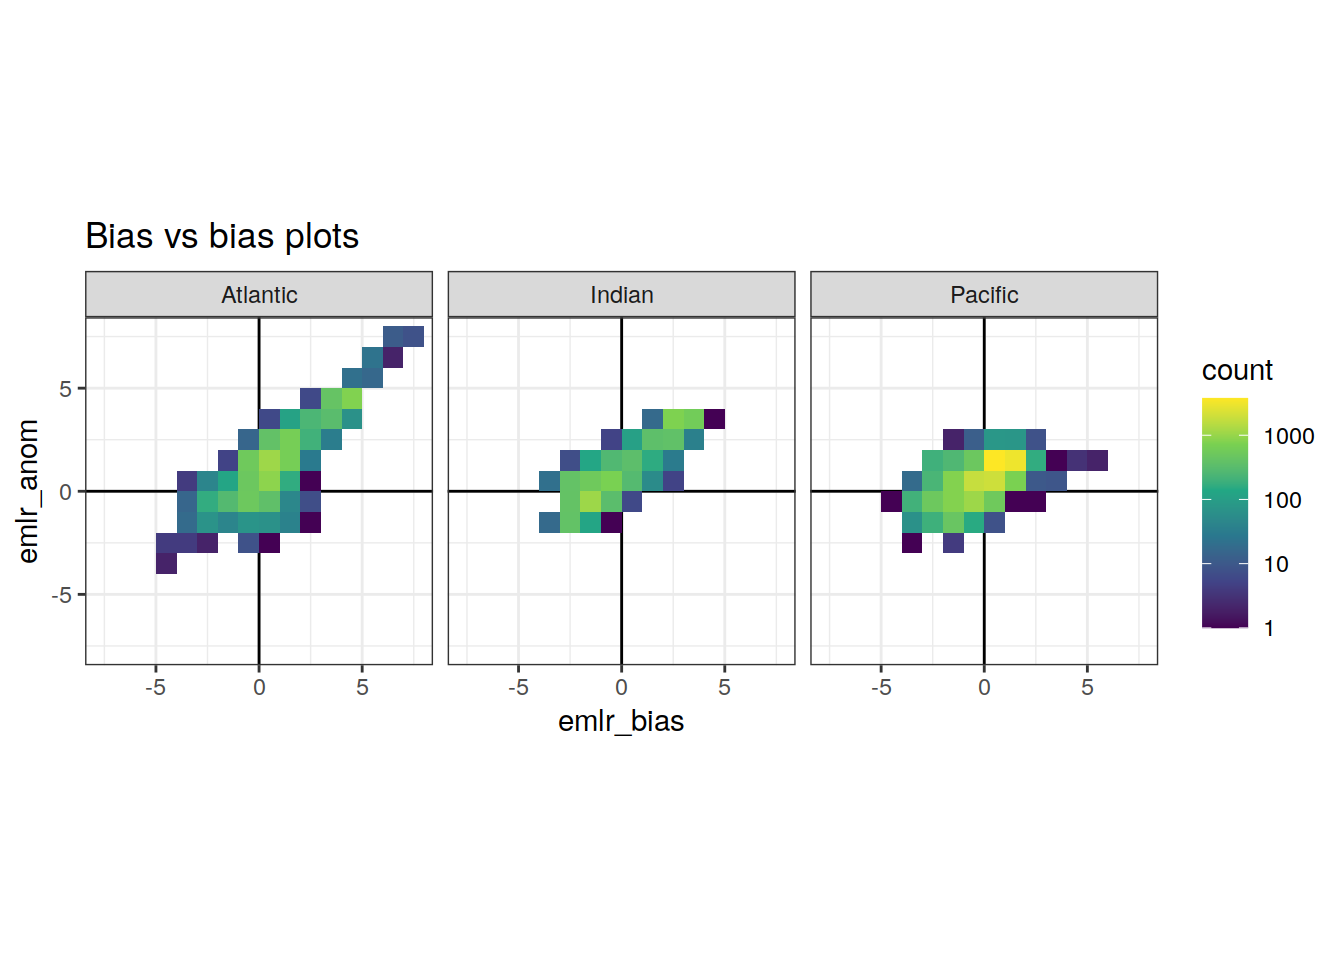 Bias vs bias plots
Atlantic
Indian
Pacific
emlr_anom
5
0
-5
-5 0 5
-5 0 5
-5 0 5
emlr_bias
count
1000
100
10
1